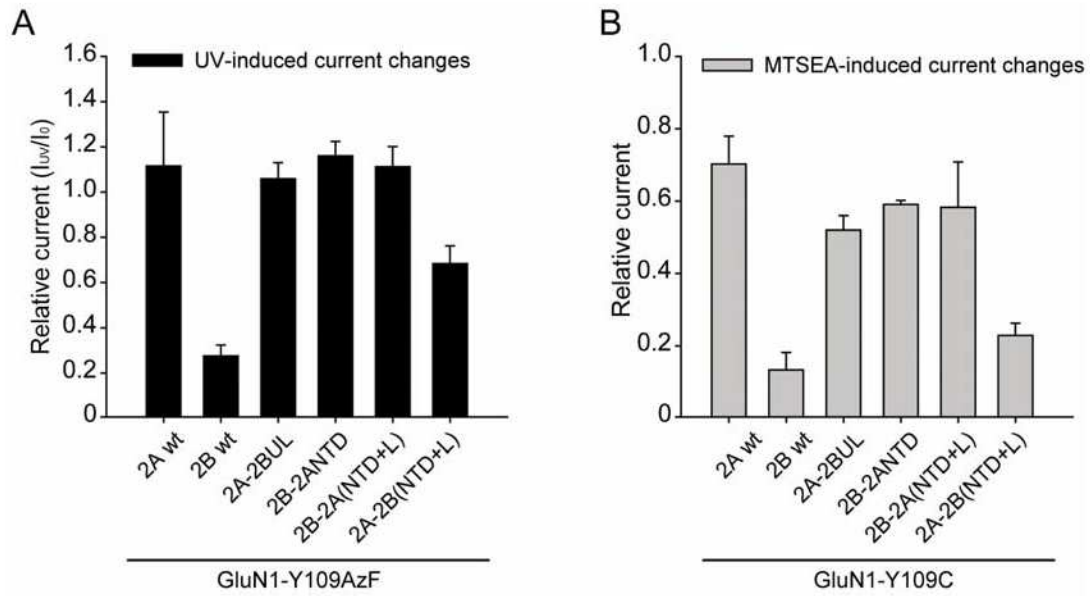 A
UV-induced current changes
Relative current (IUV/I0)
1.6
1.4
1.2
1.0
0.8
0.6
0.4
0.2
0
2A wt
2B wt
2A-2BUL
2B-2ANTD
2B-2A(NTD+L)
2A-2B(NTD+L)
GluN1-Y109AzF
B
MTSEA-induced current changes
Relative current
1.0
0.8
0.6
0.4
0.2
0
2A wt
2B wt
2A-2BUL
2B-2ANTD
2B-2A(NTD+L)
2A-2B(NTD+L)
GluN1-Y109C